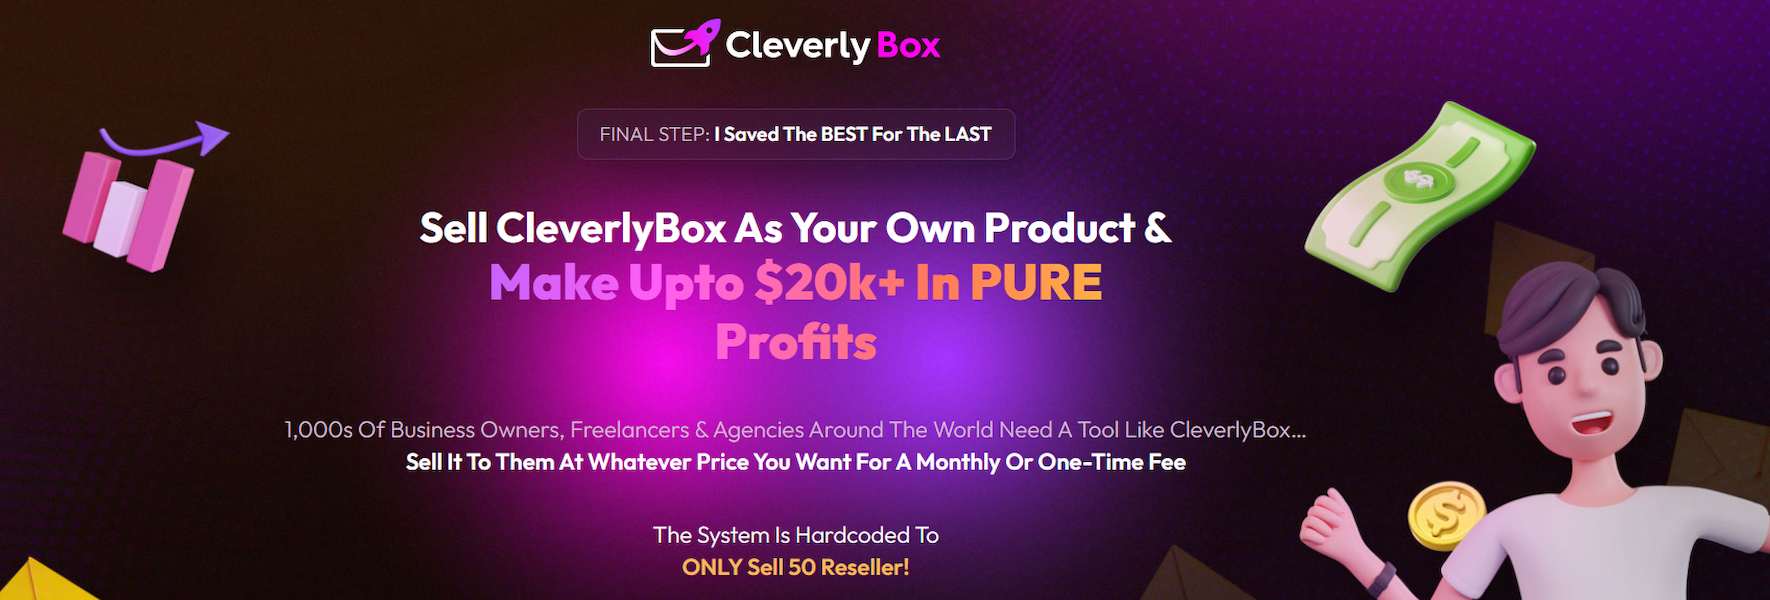 Cleverly Box
FINAL STEP: I Saved The BEST For The LAST
Sell CleverlyBox As Your Own Product &
Make Upto $20k+ In PURE
Profits
1,000s Of Business Owners, Freelancers & Agencies Around The World Need A Tool Like CleverlyBox...
Sell It To Them At Whatever Price You Want For A Monthly Or One-Time Fee
The System Is Hardcoded To
ONLY Sell 50 Reseller!